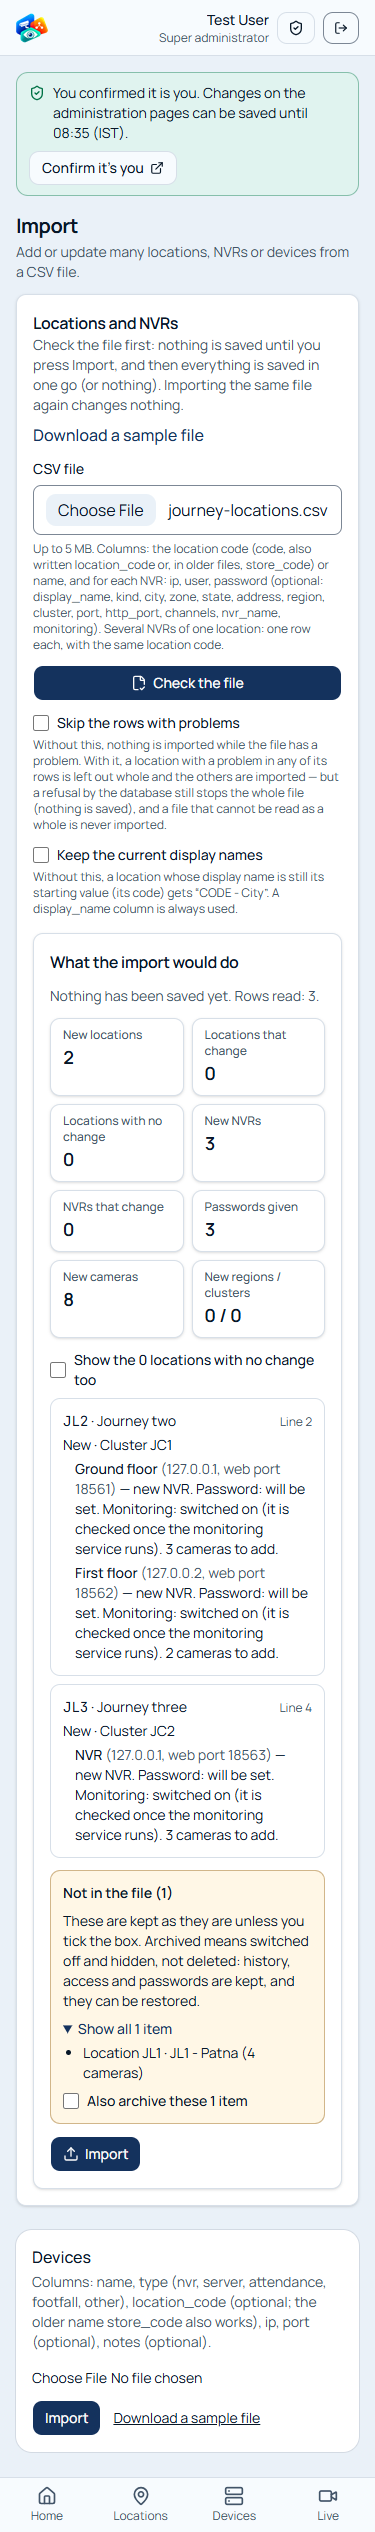 Test User
Super administrator
You confirmed it is you. Changes on the
administration pages can be saved until
08:35 (IST).
Confirm it's you
Import
Add or update many locations, NVRs or devices from
a CSV file.
Locations and NVRs
Check the file first: nothing is saved until you
press Import, and then everything is saved in
one go (or nothing). Importing the same file
again changes nothing.
Download a sample file
CSV file
Choose File journey-locations.csv
Up to 5 MB. Columns: the location code (code, also
written location_code or, in older files, store_code) or
name, and for each NVR: ip, user, password (optional:
display_name, kind, city, zone, state, address, region,
cluster, port, http_port, channels, nvr_name,
monitoring). Several NVRs of one location: one row
each, with the same location code.
Check the file
Skip the rows with problems
Without this, nothing is imported while the file has a
problem. With it, a location with a problem in any of its
rows is left out whole and the others are imported — but
a refusal by the database still stops the whole file
(nothing is saved), and a file that cannot be read as a
whole is never imported.
Keep the current display names
Without this, a location whose display name is still its
starting value (its code) gets "CODE - City". A
display_name column is always used.
What the import would do
Nothing has been saved yet. Rows read: 3.
New locations
2
Locations that
change
0
Locations with no
change
0
New NVRs
3
NVRs that change
0
Passwords given
3
New cameras
8
New regions /
clusters
0 / 0
Show the 0 locations with no change
too
JL2 · Journey two Line 2
New · Cluster JC1
Ground floor (127.0.0.1, web port
18561) — new NVR. Password: will be
set. Monitoring: switched on (it is
checked once the monitoring
service runs). 3 cameras to add.
First floor (127.0.0.2, web port
18562) — new NVR. Password: will be
set. Monitoring: switched on (it is
checked once the monitoring
service runs). 2 cameras to add.
JL3 · Journey three Line 4
New · Cluster JC2
NVR (127.0.0.1, web port 18563) —
new NVR. Password: will be set.
Monitoring: switched on (it is
checked once the monitoring
service runs). 3 cameras to add.
Not in the file (1)
These are kept as they are unless you
tick the box. Archived means switched
off and hidden, not deleted: history,
access and passwords are kept, and
they can be restored.
▼ Show all 1 item
• Location JL1 · JL1 - Patna (4
cameras)
Also archive these 1 item
Import
Devices
Columns: name, type (nvr, server, attendance,
footfall, other), location_code (optional; the
older name store_code also works), ip, port
(optional), notes (optional).
Choose File No file chosen
Import Download a sample file
Home Locations Devices Live